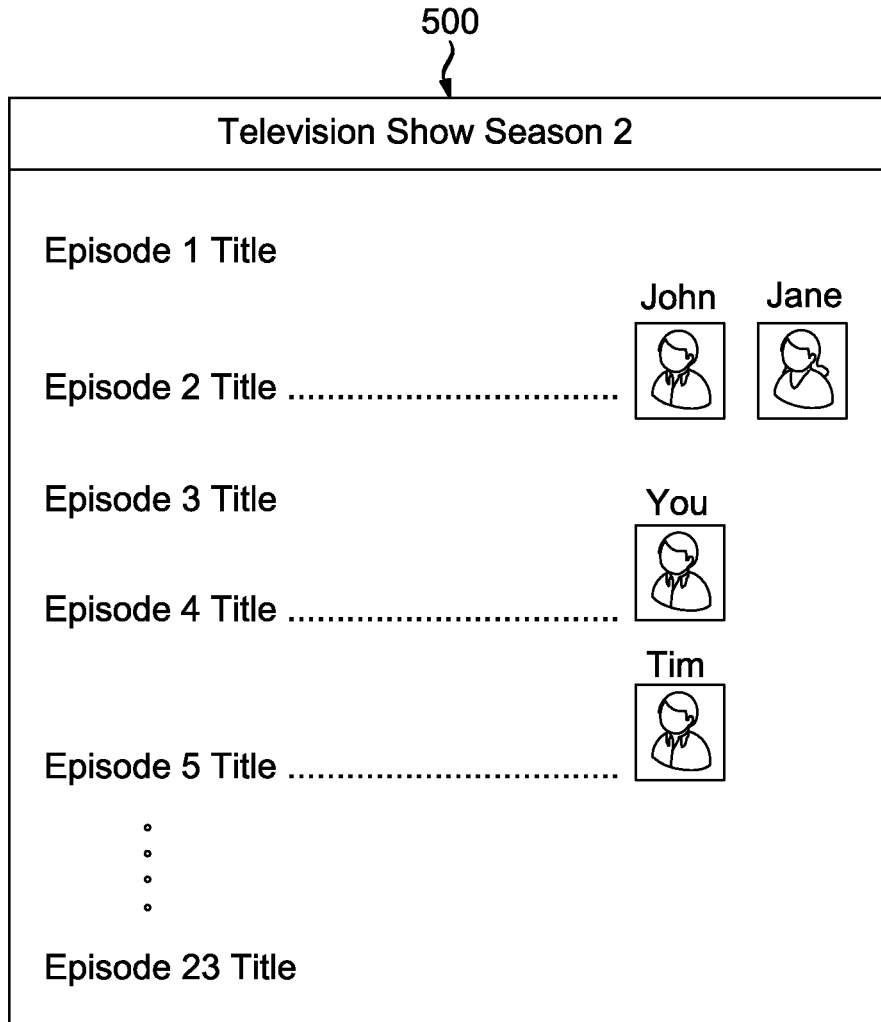 500
Television Show Season 2
Episode 1 Title
John Jane
Episode 2 Title ..................................
Episode 3 Title
You
Episode 4 Title ..................................
Tim
Episode 5 Title ..................................
Episode 23 Title